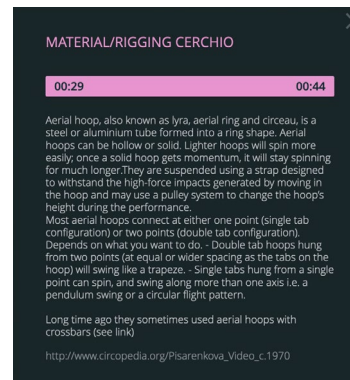 MATERIAL/RIGGING CERCHIO
00:29 00:44
Aerial hoop, also known as lyra, aerial ring and circeau, is a
steel or aluminium tube formed into a ring shape. Aerial
hoops can be hollow or solid. Lighter hoops will spin more
easily; once a solid hoop gets momentum, it will stay spinning
for much longer.They are suspended using a strap designed
to withstand the high-force impacts generated by moving in
the hoop and may use a pulley system to change the hoop's
height during the performance.
Most aerial hoops connect at either one point (single tab
configuration) or two points (double tab configuration).
Depends on what you want to do. - Double tab hoops hung
from two points (at equal or wider spacing as the tabs on the
hoop) will swing like a trapeze. - Single tabs hung from a single
point can spin, and swing along more than one axis i.e. a
pendulum swing or a circular flight pattern.
Long time ago they sometimes used aerial hoops with
crossbars (see link)
http://www.circopedia.org/Pisarenkova_Video_c.1970